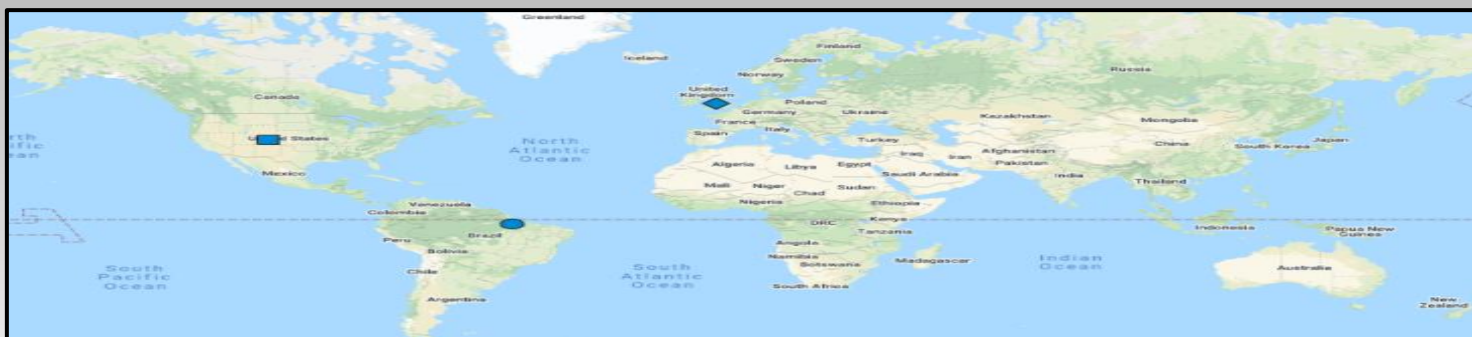 Greenland
Iceland
Finland
Sweden
Norway
Russia
Canada
United
Kingdom
Poland
Germany
Ukraine
France
Kazakhstan
Mongolia
Italy
Spain
Turkey
United States
North
Atlantic
Ocean
Japan
South Korea
China
Afghanistan
Iraq
Iran
Pakistan
Algeria
Libya
Egypt
Saudi Arabia
India
Mexico
Thailand
Mali
Niger
Chad
Sudan
Venezuela
Nigeria
Ethiopia
Colombia
DRC
Kenya
Brazil
Tanzania
Indonesia
Papua New
Guinea
Peru
Angola
Bolivia
Namibia
Botswana
Madagascar
South
Pacific
Ocean
South
Atlantic
Ocean
Indian
Ocean
Chile
Australia
South Africa
Argentina
New
Zealand